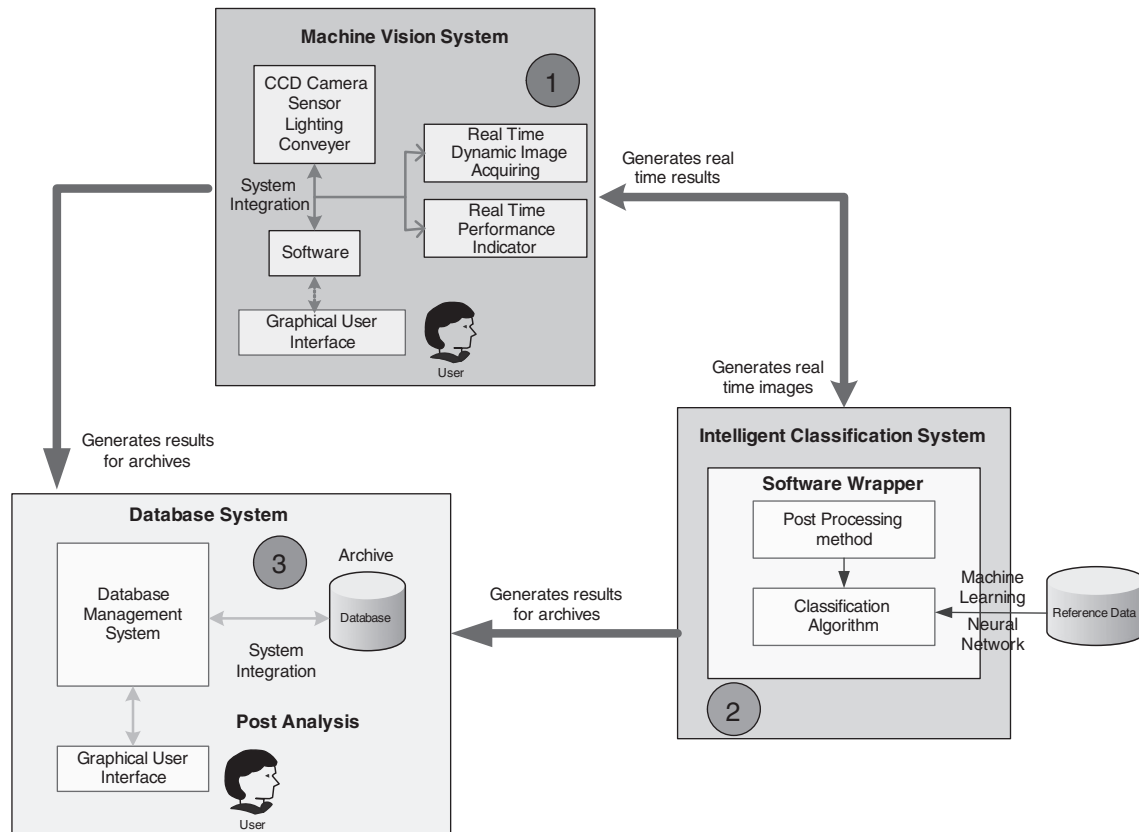 Machine Vision System
1
CCD Camera
Sensor
Lighting
Conveyer
Real Time
Dynamic Image
Acquiring
System
Integration
Real Time
Performance
Indicator
Software
Graphical User
Interface
User
Generates real
time results
Generates real
time images
Generates results
for archives
Intelligent Classification System
Software Wrapper
Post Processing
method
Classification
Algorithm
Machine
Learning
Neural
Network
Reference Data
2
Generates results
for archives
Database System
3
Archive
Database
Management
System
Database
System
Integration
Post Analysis
Graphical User
Interface
User